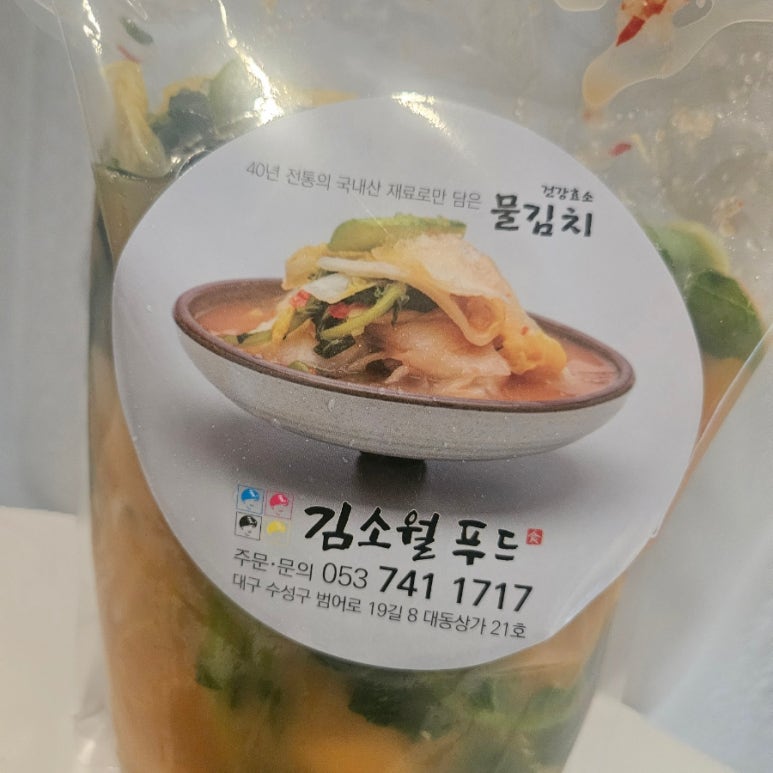 40년 전통의 국내산 재료로만 담은
건강효소
물김치
김소월 푸드 食
주문·문의 053 741 1717
대구 수성구 범어로 19길 8 대동상가 21호